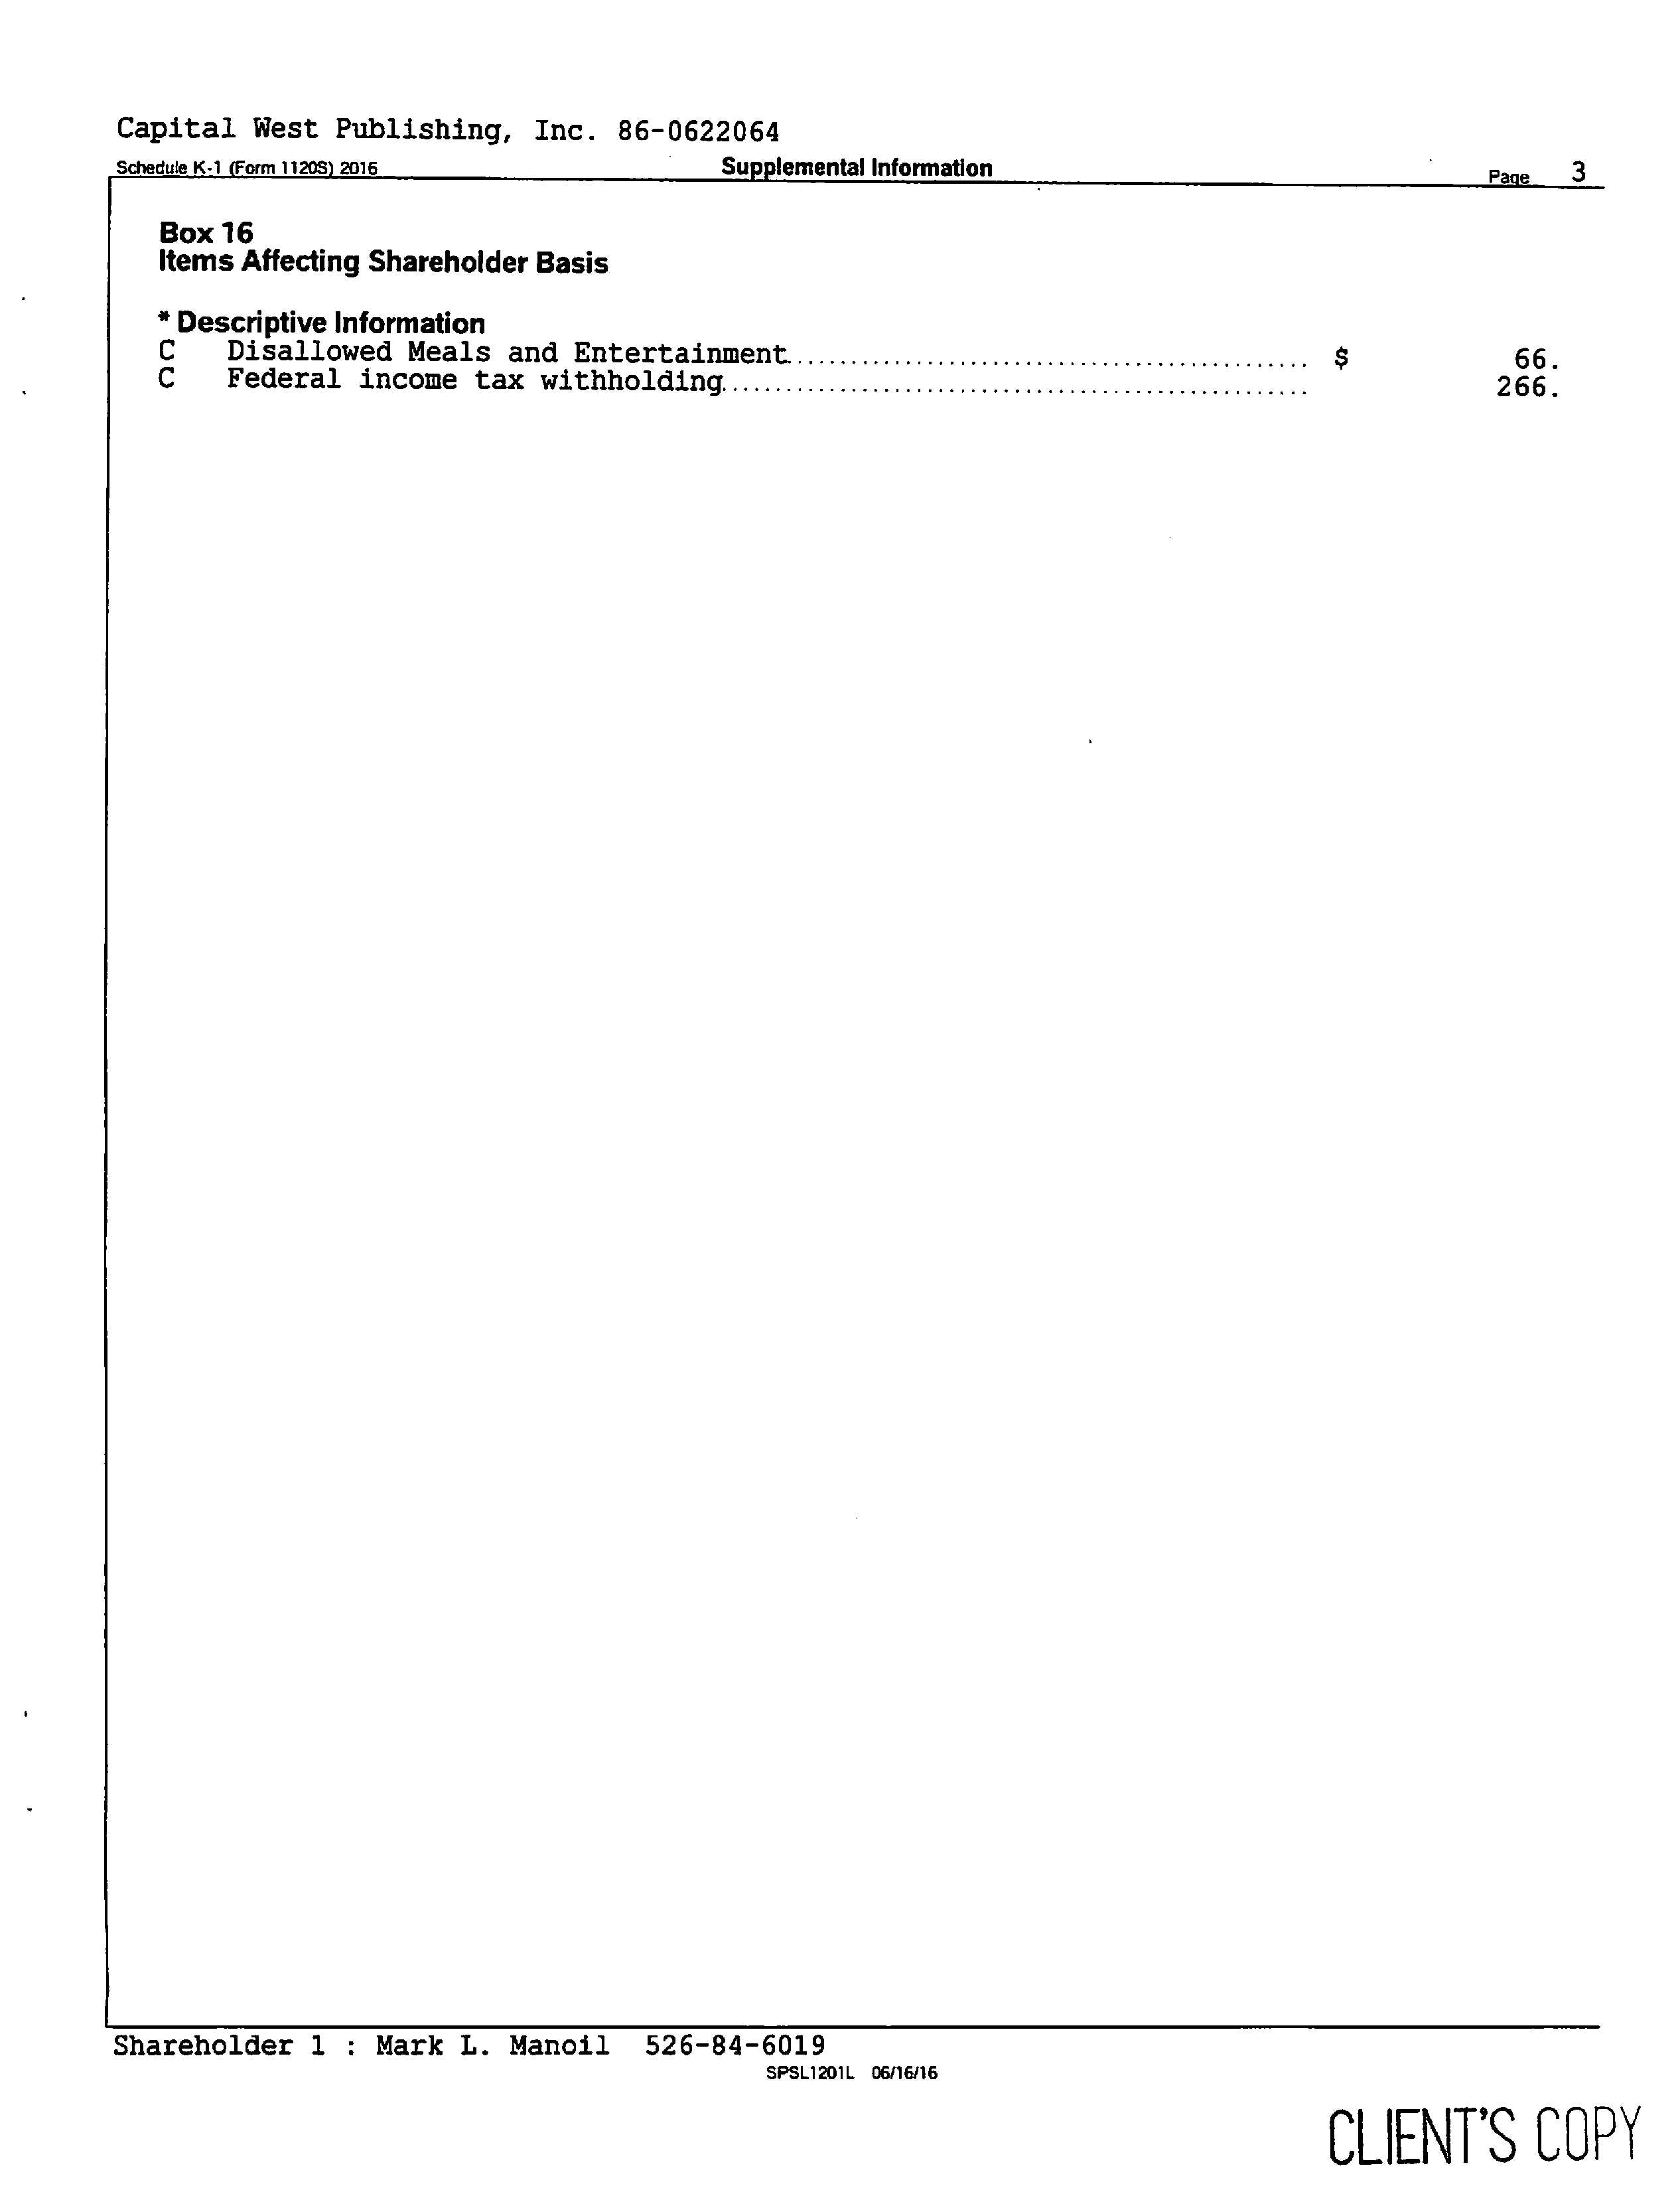 Capital West Publishing, Inc. 86-0622064
Schedule K-1 (Form 1120S) 2016 Supplemental Information Page 3
Box 16
Items Affecting Shareholder Basis
* Descriptive Information
C Disallowed Meals and Entertainment........................................................ $ 66.
C Federal income tax withholding............................................................... 266.
Shareholder 1 : Mark L. Manoil 526-84-6019
SPSL1201L 06/16/16
CLIENT'S COPY